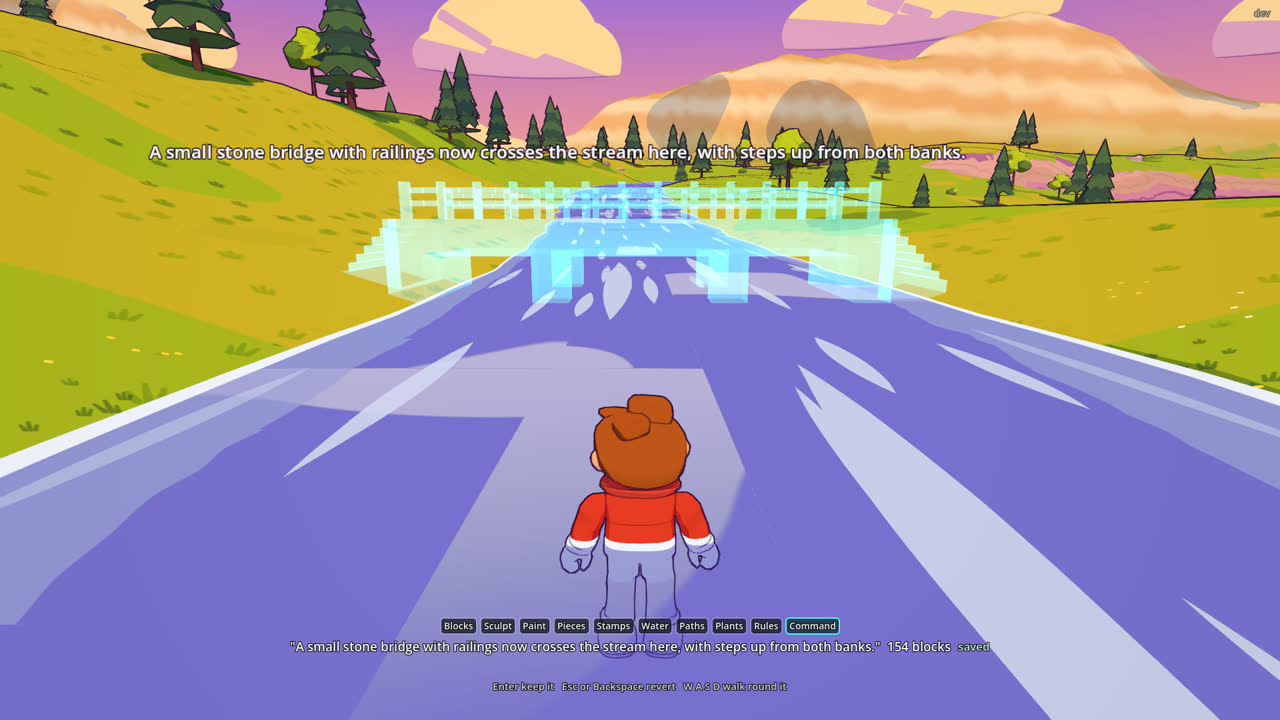 dev
A small stone bridge with railings now crosses the stream here, with steps up from both banks.
Blocks Sculpt Paint Pieces Stamps Water Paths Plants Rules Command
"A small stone bridge with railings now crosses the stream here, with steps up from both banks." 154 blocks saved
Enter keep it Esc or Backspace revert W A S D walk round it